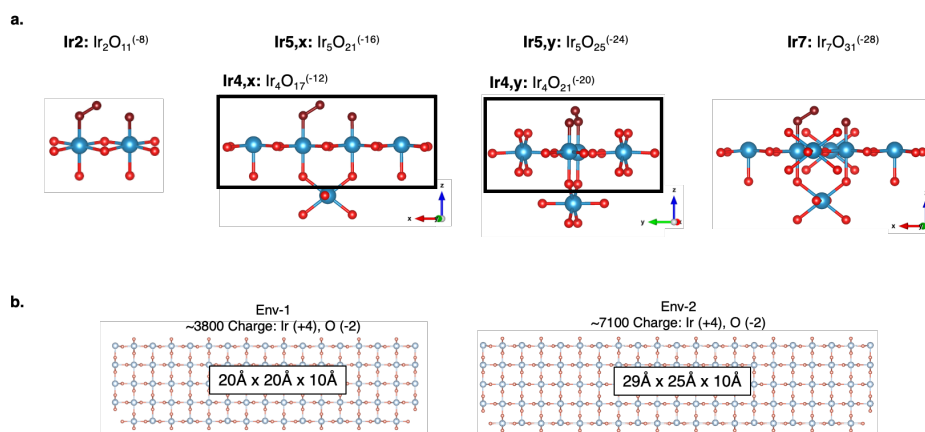 a.
Ir2: Ir₂O₁₁⁽⁻⁸⁾
Ir5,x: Ir₅O₂₁⁽⁻¹⁶⁾
Ir5,y: Ir₅O₂₅⁽⁻²⁴⁾
Ir7: Ir₇O₃₁⁽⁻²⁸⁾
Ir4,x: Ir₄O₁₇⁽⁻¹²⁾
Ir4,y: Ir₄O₂₁⁽⁻²⁰⁾
z
x
z
y
z
x
b.
Env-1
~3800 Charge: Ir (+4), O (-2)
20Å x 20Å x 10Å
Env-2
~7100 Charge: Ir (+4), O (-2)
29Å x 25Å x 10Å